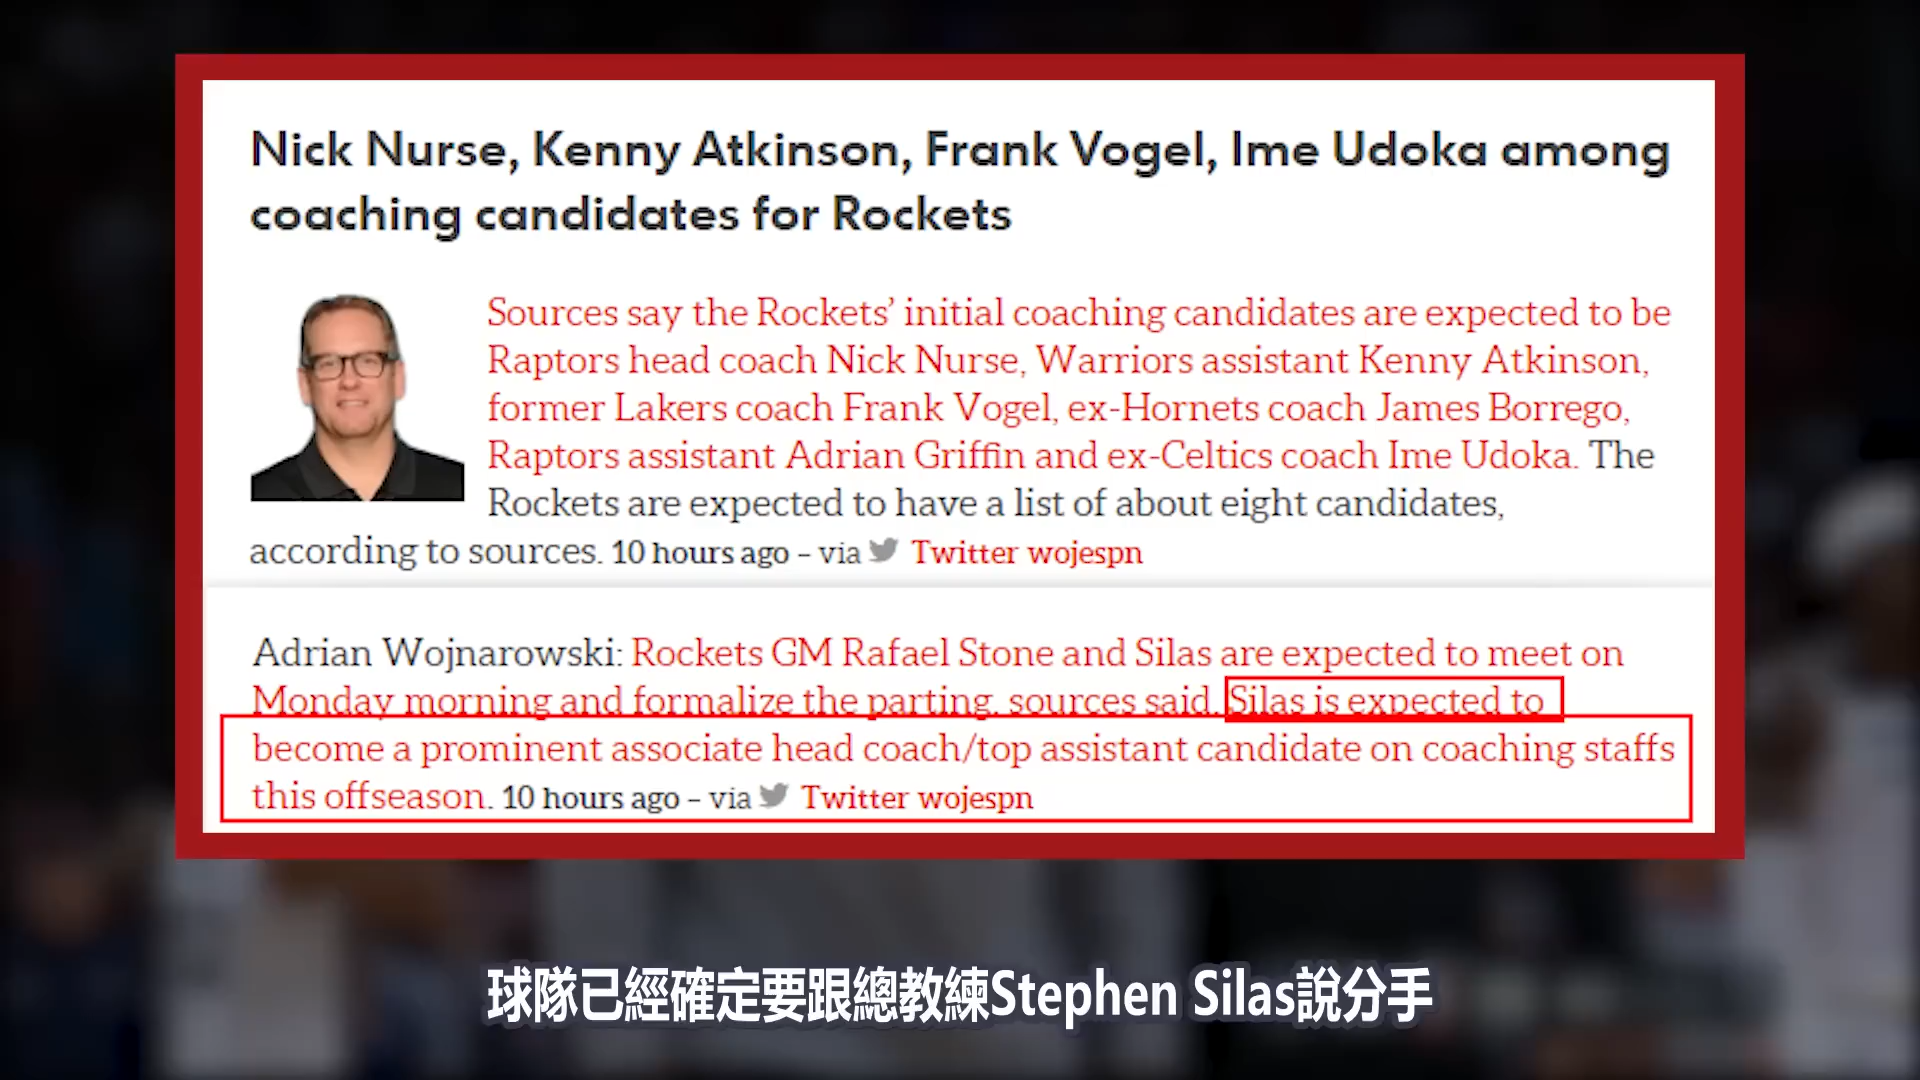 Nick Nurse, Kenny Atkinson, Frank Vogel, Ime Udoka among
coaching candidates for Rockets
Sources say the Rockets’ initial coaching candidates are expected to be
Raptors head coach Nick Nurse, Warriors assistant Kenny Atkinson,
former Lakers coach Frank Vogel, ex-Hornets coach James Borrego,
Raptors assistant Adrian Griffin and ex-Celtics coach Ime Udoka. The
Rockets are expected to have a list of about eight candidates,
according to sources. 10 hours ago – via Twitter wojespn
Adrian Wojnarowski: Rockets GM Rafael Stone and Silas are expected to meet on
Monday morning and formalize the parting, sources said. Silas is expected to
become a prominent associate head coach/top assistant candidate on coaching staffs
this offseason. 10 hours ago – via Twitter wojespn
球隊已經確定要跟總教練Stephen Silas說分手